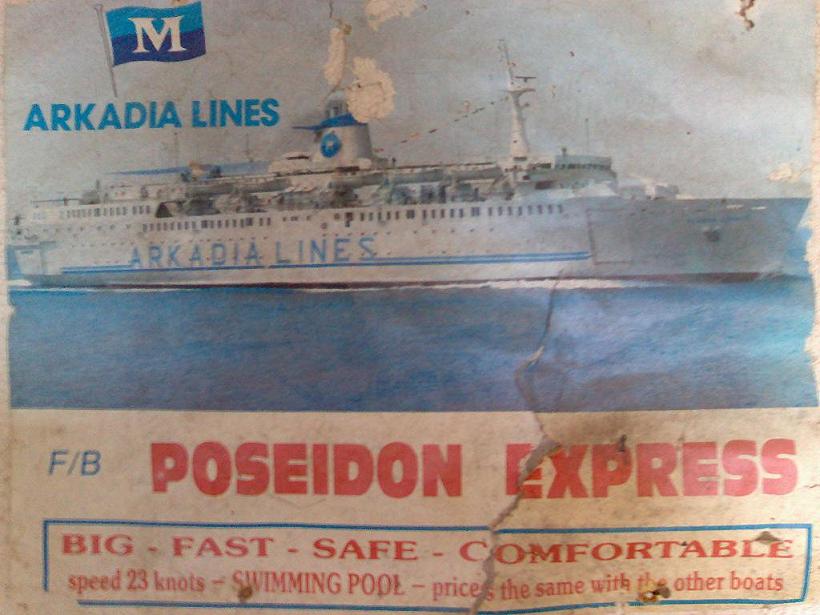 M
ARKADIA LINES
ARKADIA LINES
F/B POSEIDON EXPRESS
BIG - FAST - SAFE - COMFORTABLE
speed 23 knots – SWIMMING POOL – prices the same with the other boats